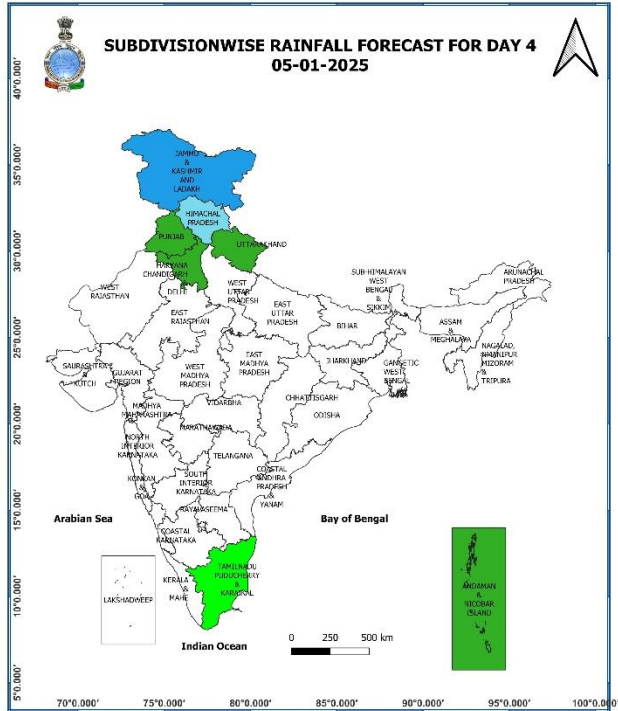 SUBDIVISIONWISE RAINFALL FORECAST FOR DAY 4
05-01-2025
40°0.000'
35°0.000'
30°0.000'
25°0.000'
20°0.000'
15°0.000'
10°0.000'
5°0.000'
JAMMU
&
KASHMIR
AND
LADAKH
HIMACHAL
PRADESH
PUNJAB
UTTARAKHAND
HARYANA
CHANDIGARH
DELHI
WEST
RAJASTHAN
WEST
UTTAR
PRADESH
EAST
RAJASTHAN
EAST
UTTAR
PRADESH
SUB-HIMALAYAN
WEST
BENGAL
&
SIKKIM
ARUNACHAL
PRADESH
BIHAR
ASSAM
&
MEGHALAYA
NAGALAD,
MANIPUR
MIZORAM
&
TRIPURA
SAURASHTRA
&
KUTCH
GUJARAT
REGION
WEST
MADHYA
PRADESH
EAST
MADHYA
PRADESH
JHARKHAND
GANGETIC
WEST
BENGAL
CHHATTISGARH
ODISHA
VIDARBHA
MADHYA
MAHARASHTRA
MARATHAWADA
NORTH
INTERIOR
KARNATAKA
TELANGANA
KONKAN
&
GOA
SOUTH
INTERIOR
KARNATAKA
COASTAL
ANDHRA
PRADESH
&
YANAM
RAYALASEEMA
Arabian Sea
Bay of Bengal
COASTAL
KARNATAKA
TAMILNADU
PUDUCHERRY
&
KARAIKAL
KERALA
&
MAHE
LAKSHADWEEP
ANDAMAN
&
NICOBAR
ISLAND
Indian Ocean
0 250 500 km
70°0.000' 75°0.000' 80°0.000' 85°0.000' 90°0.000' 95°0.000' 100°0.000'